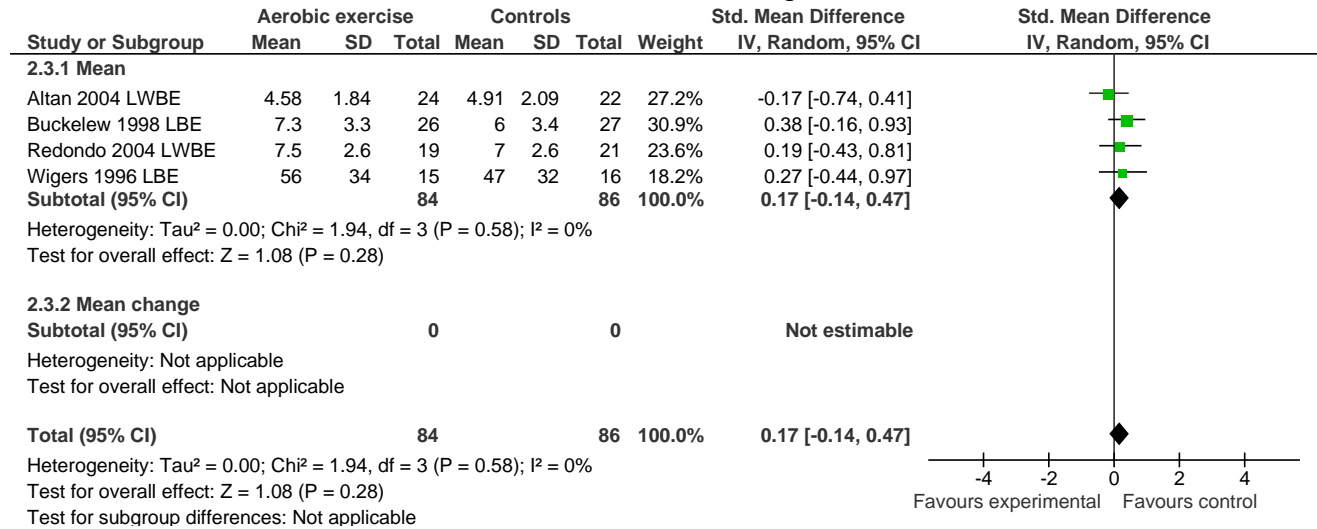 Aerobic exercise Controls Std. Mean Difference Std. Mean Difference
Study or Subgroup Mean SD Total Mean SD Total Weight IV, Random, 95% CI IV, Random, 95% CI
2.3.1 Mean
Altan 2004 LWBE 4.58 1.84 24 4.91 2.09 22 27.2% -0.17 [-0.74, 0.41]
Buckelew 1998 LBE 7.3 3.3 26 6 3.4 27 30.9% 0.38 [-0.16, 0.93]
Redondo 2004 LWBE 7.5 2.6 19 7 2.6 21 23.6% 0.19 [-0.43, 0.81]
Wigers 1996 LBE 56 34 15 47 32 16 18.2% 0.27 [-0.44, 0.97]
Subtotal (95% CI) 84 86 100.0% 0.17 [-0.14, 0.47]
Heterogeneity: Tau² = 0.00; Chi² = 1.94, df = 3 (P = 0.58); I² = 0%
Test for overall effect: Z = 1.08 (P = 0.28)
2.3.2 Mean change
Subtotal (95% CI) 0 0 Not estimable
Heterogeneity: Not applicable
Test for overall effect: Not applicable
Total (95% CI) 84 86 100.0% 0.17 [-0.14, 0.47]
Heterogeneity: Tau² = 0.00; Chi² = 1.94, df = 3 (P = 0.58); I² = 0%
Test for overall effect: Z = 1.08 (P = 0.28)
Test for subgroup differences: Not applicable
-4 -2 0 2 4
Favours experimental Favours control